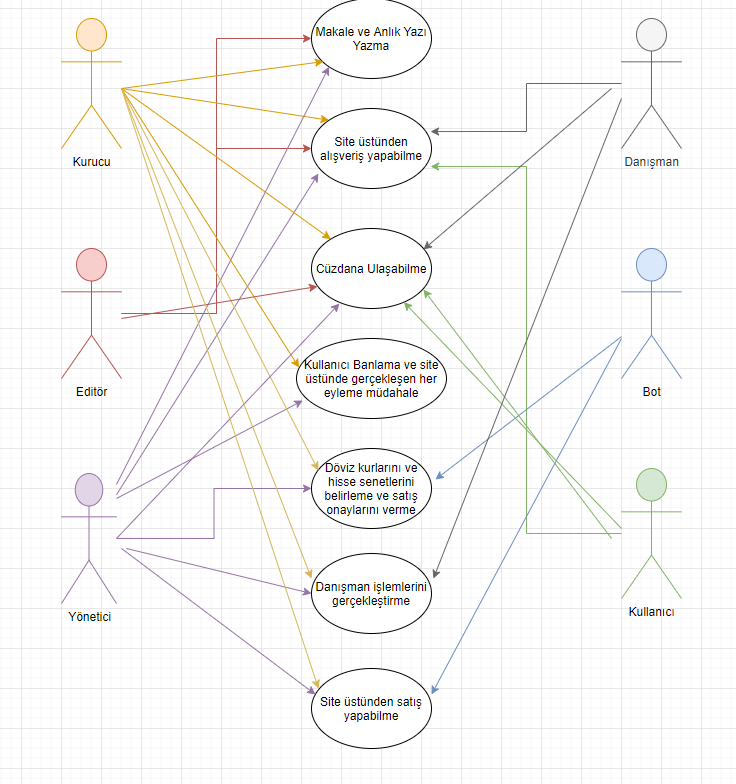 Makale ve Anlık Yazı
Yazma
Kurucu
Danışman
Site üstünden
alışveriş yapabilme
Cüzdana Ulaşabilme
Editör
Bot
Kullanıcı Banlama ve site
üstünde gerçekleşen her
eyleme müdahale
Döviz kurlarını ve
hisse senetlerini
belirleme ve satış
onaylarını verme
Yönetici
Kullanıcı
Danışman işlemlerini
gerçekleştirme
Site üstünden satış
yapabilme